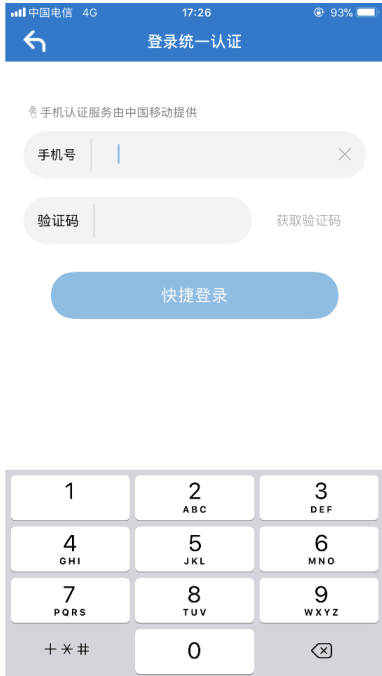 中国电信 4G 17:26 93%
登录统一认证
手机认证服务由中国移动提供
手机号
验证码 获取验证码
快捷登录
1 2 3
ABC DEF
4 5 6
GHI JKL MNO
7 8 9
PQRS TUV WXYZ
+*# 0